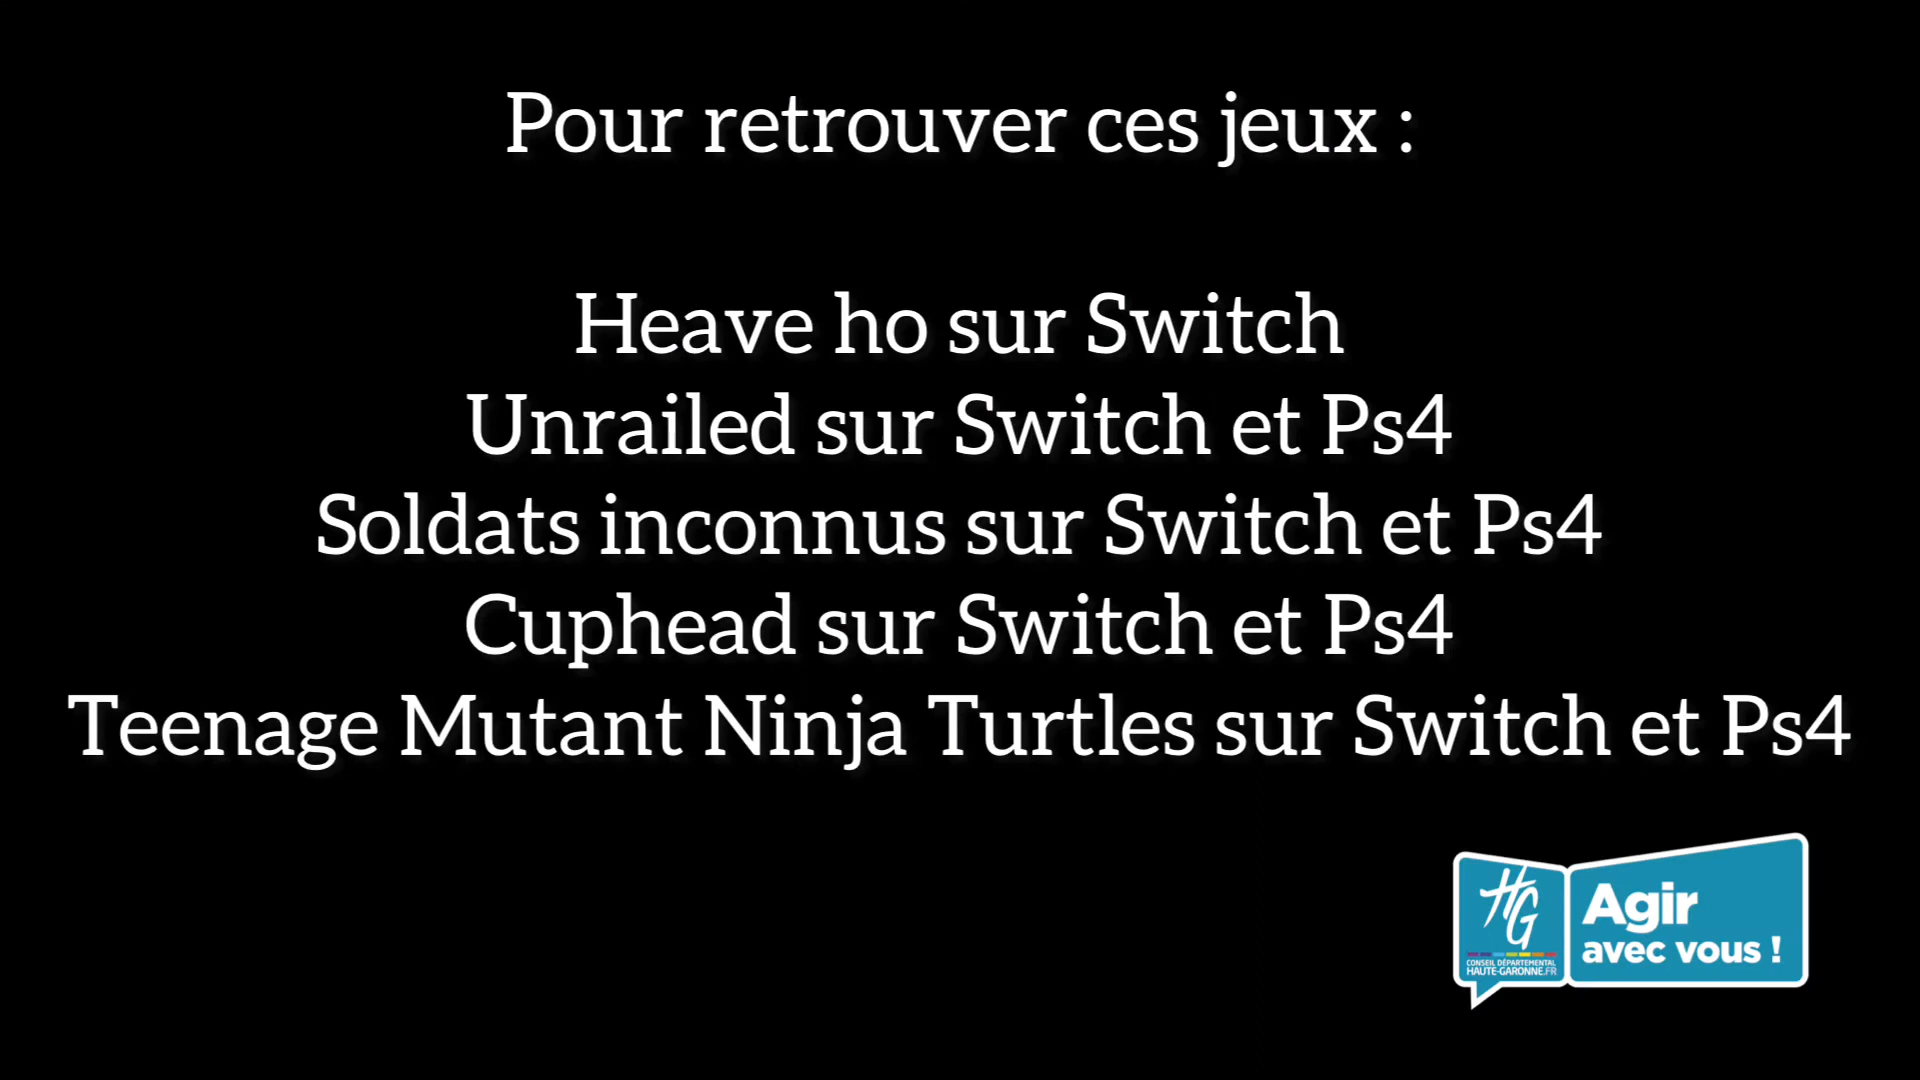 Pour retrouver ces jeux :
Heave ho sur Switch
Unrailed sur Switch et Ps4
Soldats inconnus sur Switch et Ps4
Cuphead sur Switch et Ps4
Teenage Mutant Ninja Turtles sur Switch et Ps4
HG
CONSEIL DÉPARTEMENTAL
HAUTE-GARONNE.FR
Agir
avec vous !